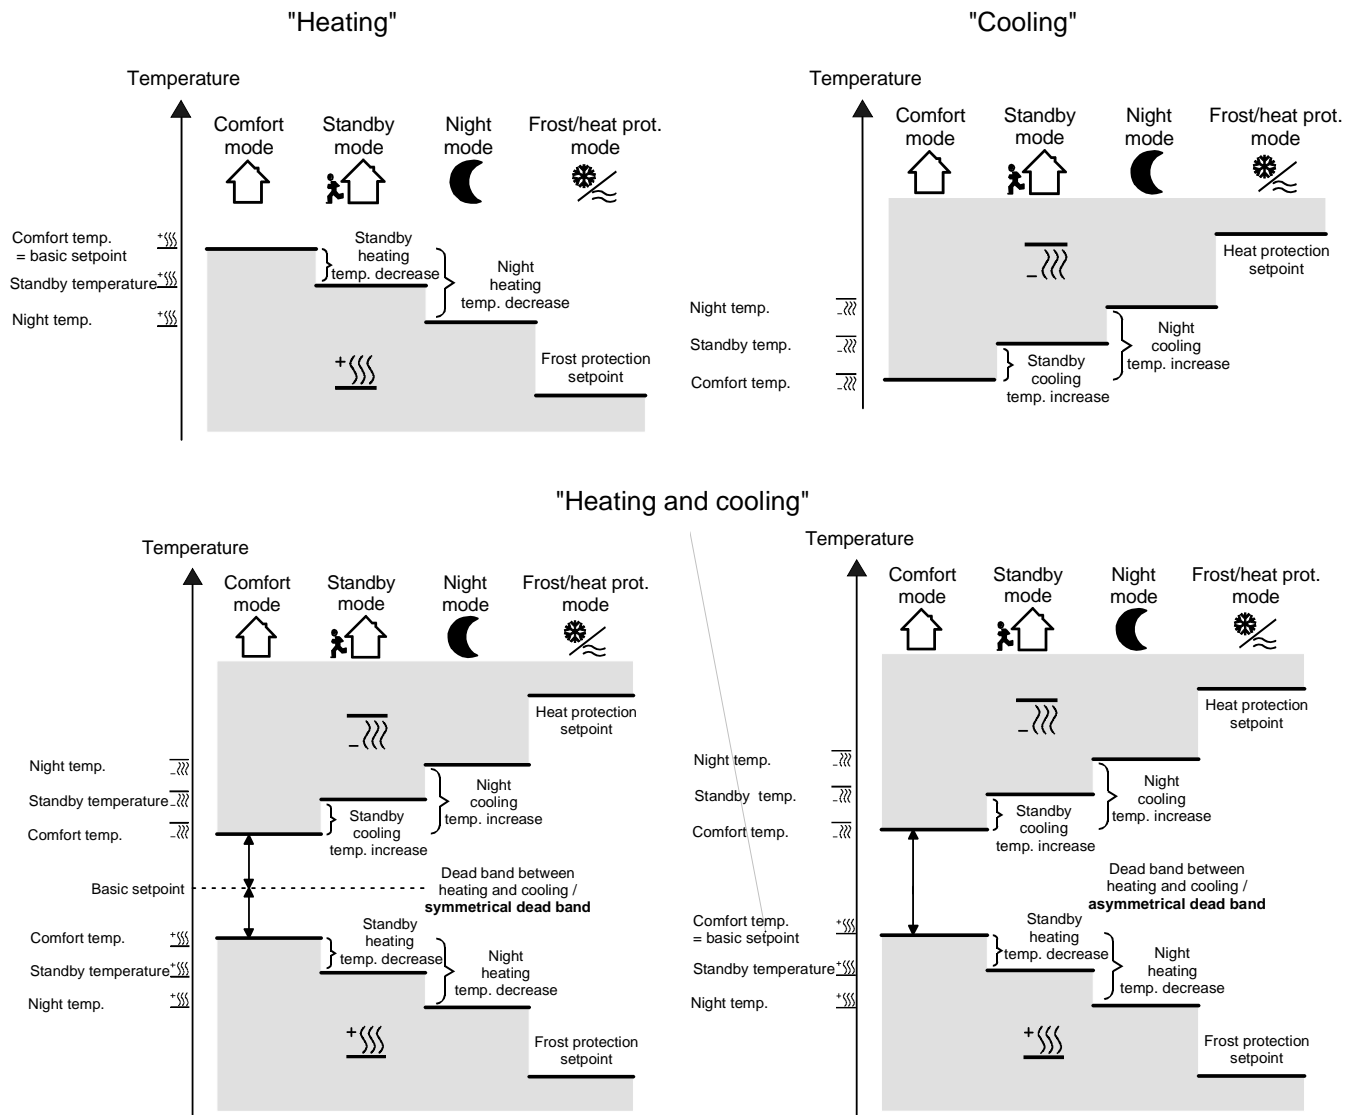 "Heating"
Temperature
Comfort
mode
Standby
mode
Night
mode
Frost/heat prot.
mode
Comfort temp.
= basic setpoint
Standby temperature
Night temp.
Standby
heating
temp. decrease
Night
heating
temp. decrease
Frost protection
setpoint
"Cooling"
Temperature
Comfort
mode
Standby
mode
Night
mode
Frost/heat prot.
mode
Heat protection
setpoint
Night temp.
Standby temp.
Comfort temp.
Standby
cooling
temp. increase
Night
cooling
temp. increase
"Heating and cooling"
Temperature
Comfort
mode
Standby
mode
Night
mode
Frost/heat prot.
mode
Heat protection
setpoint
Night temp.
Standby temperature
Comfort temp.
Standby
cooling
temp. increase
Night
cooling
temp. increase
Basic setpoint
Dead band between
heating and cooling /
symmetrical dead band
Comfort temp.
Standby temperature
Night temp.
Standby
heating
temp. decrease
Night
heating
temp. decrease
Frost protection
setpoint
Temperature
Comfort
mode
Standby
mode
Night
mode
Frost/heat prot.
mode
Heat protection
setpoint
Night temp.
Standby temp.
Comfort temp.
Standby
cooling
temp. increase
Night
cooling
temp. increase
Dead band between
heating and cooling /
asymmetrical dead band
Comfort temp.
= basic setpoint
Standby temperature
Night temp.
Standby
heating
temp. decrease
Night
heating
temp. decrease
Frost protection
setpoint